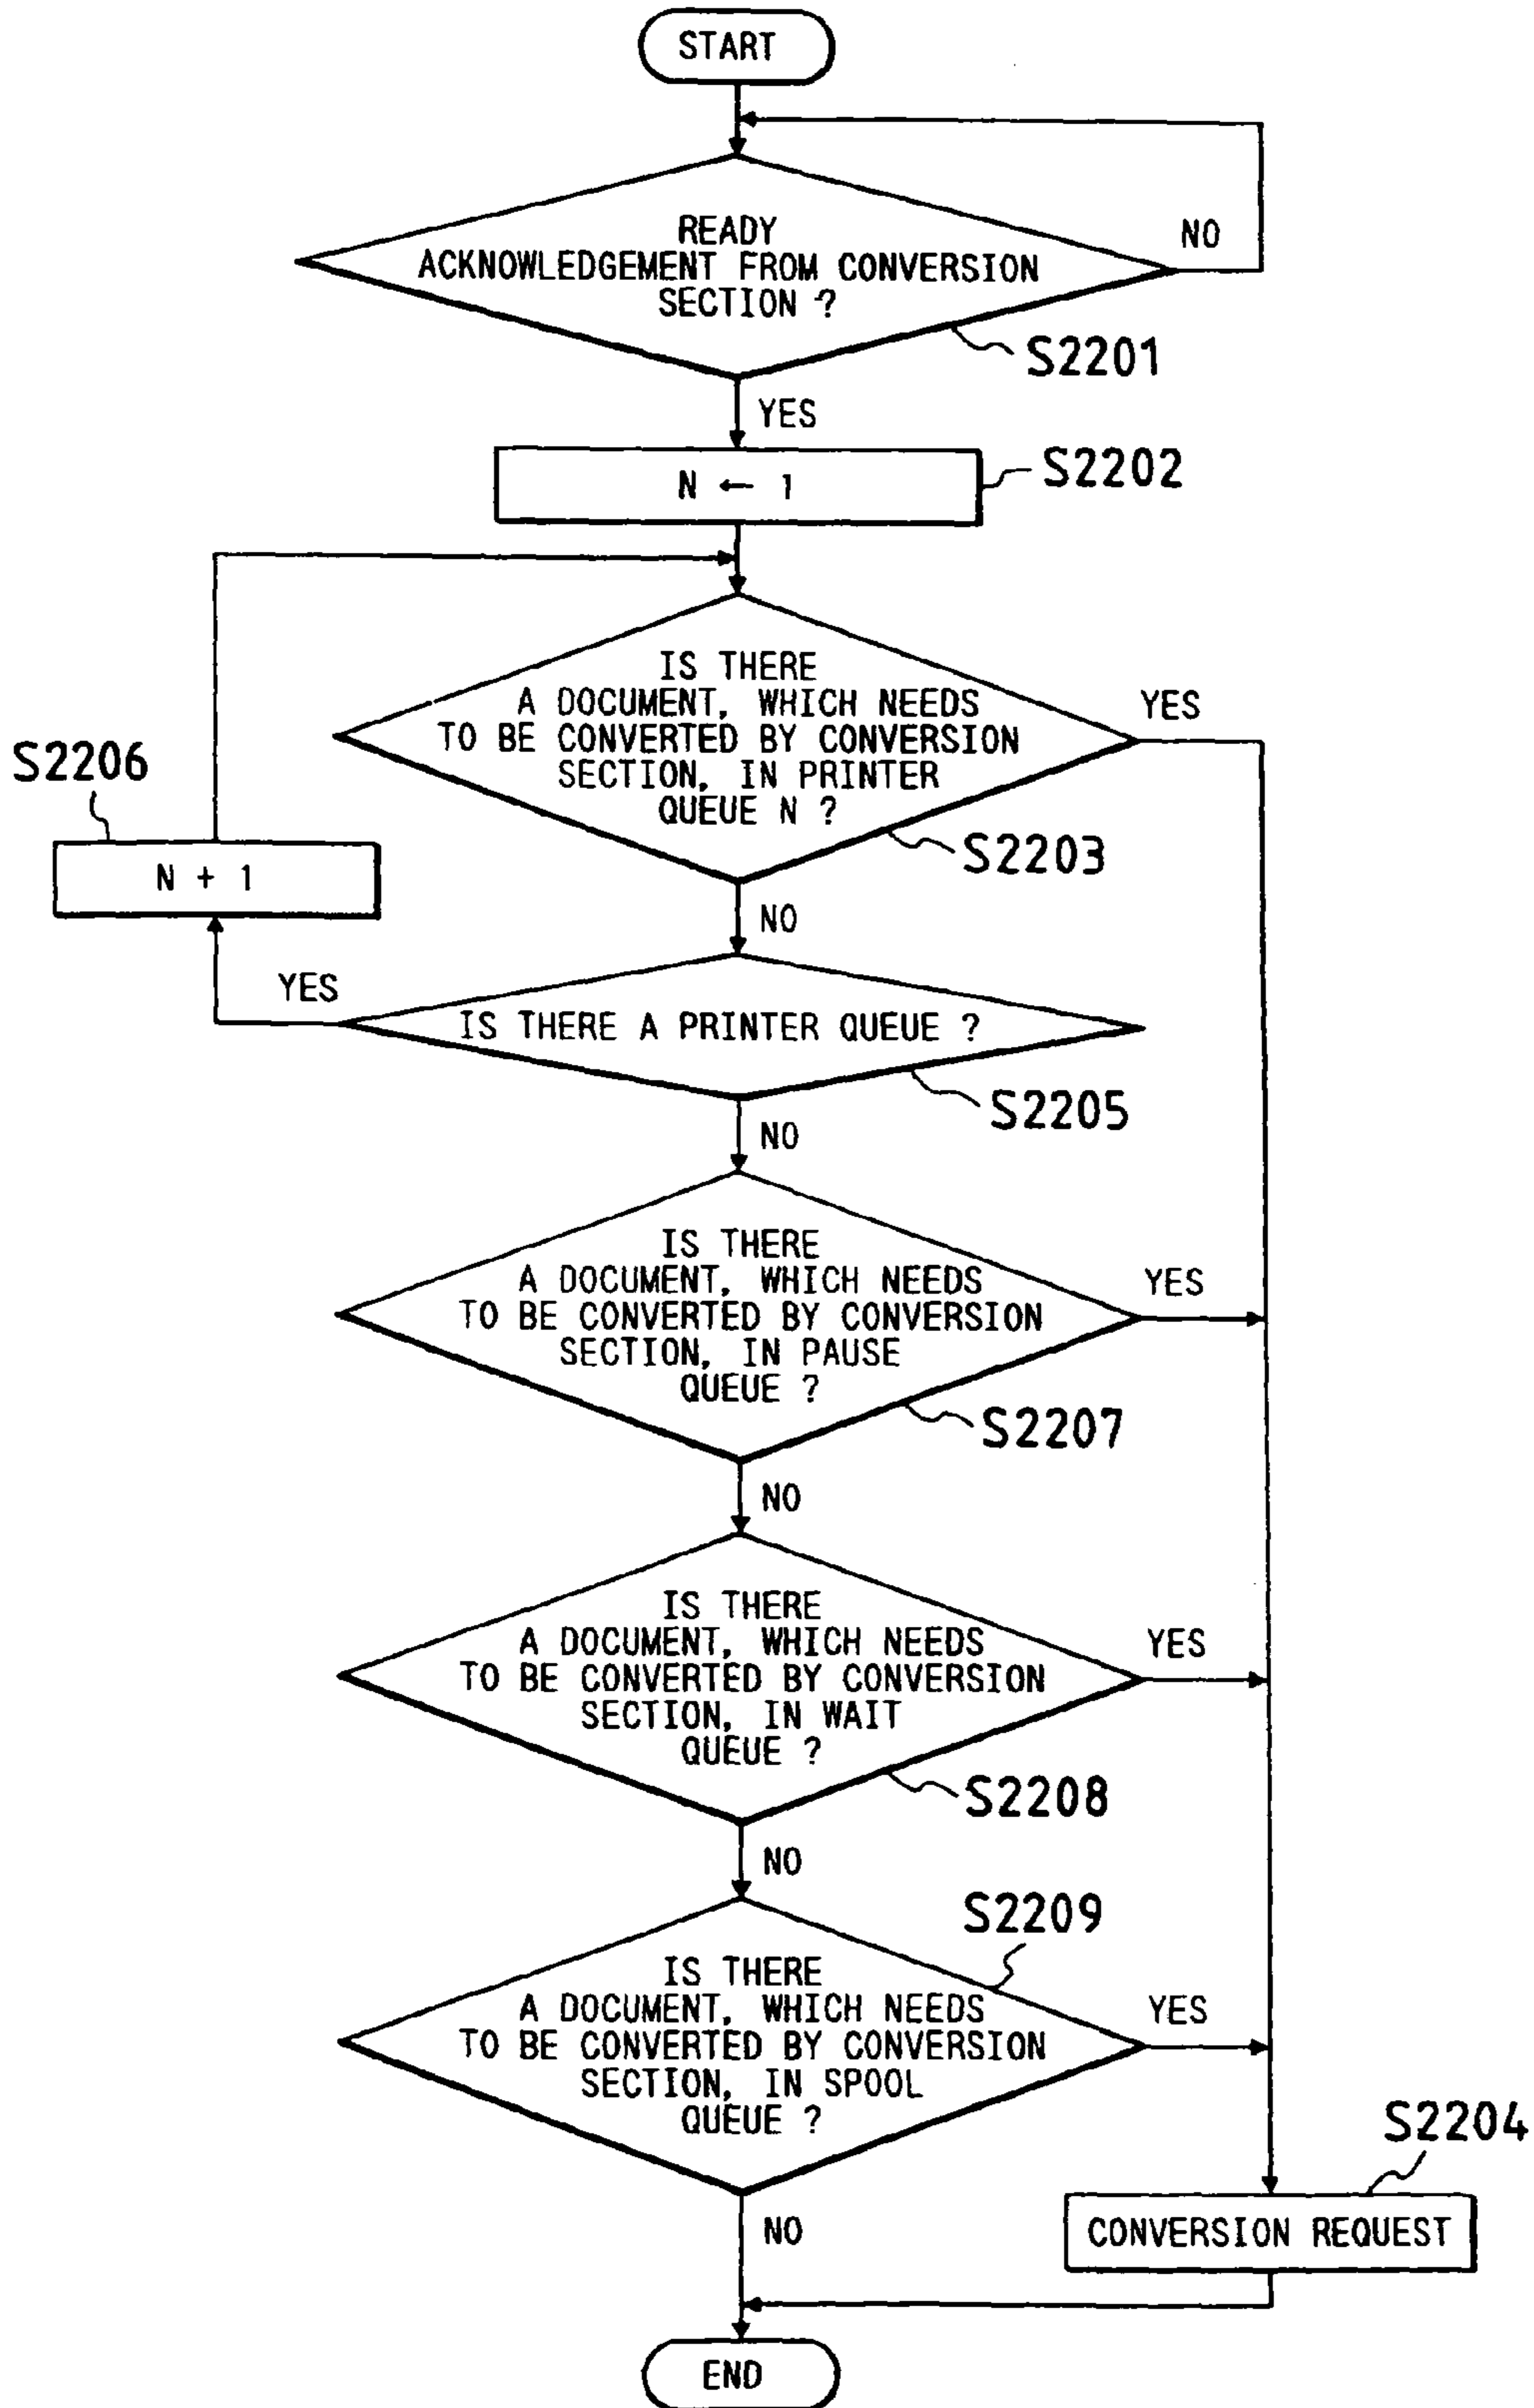 START
READY
ACKNOWLEDGEMENT FROM CONVERSION
SECTION ?
NO
S2201
YES
N ← 1
S2202
IS THERE
A DOCUMENT, WHICH NEEDS
TO BE CONVERTED BY CONVERSION
SECTION, IN PRINTER
QUEUE N ?
YES
S2203
S2206
N + 1
NO
YES
IS THERE A PRINTER QUEUE ?
S2205
NO
IS THERE
A DOCUMENT, WHICH NEEDS
TO BE CONVERTED BY CONVERSION
SECTION, IN PAUSE
QUEUE ?
YES
S2207
NO
IS THERE
A DOCUMENT, WHICH NEEDS
TO BE CONVERTED BY CONVERSION
SECTION, IN WAIT
QUEUE ?
YES
S2208
NO
S2209
IS THERE
A DOCUMENT, WHICH NEEDS
TO BE CONVERTED BY CONVERSION
SECTION, IN SPOOL
QUEUE ?
YES
S2204
NO
CONVERSION REQUEST
END